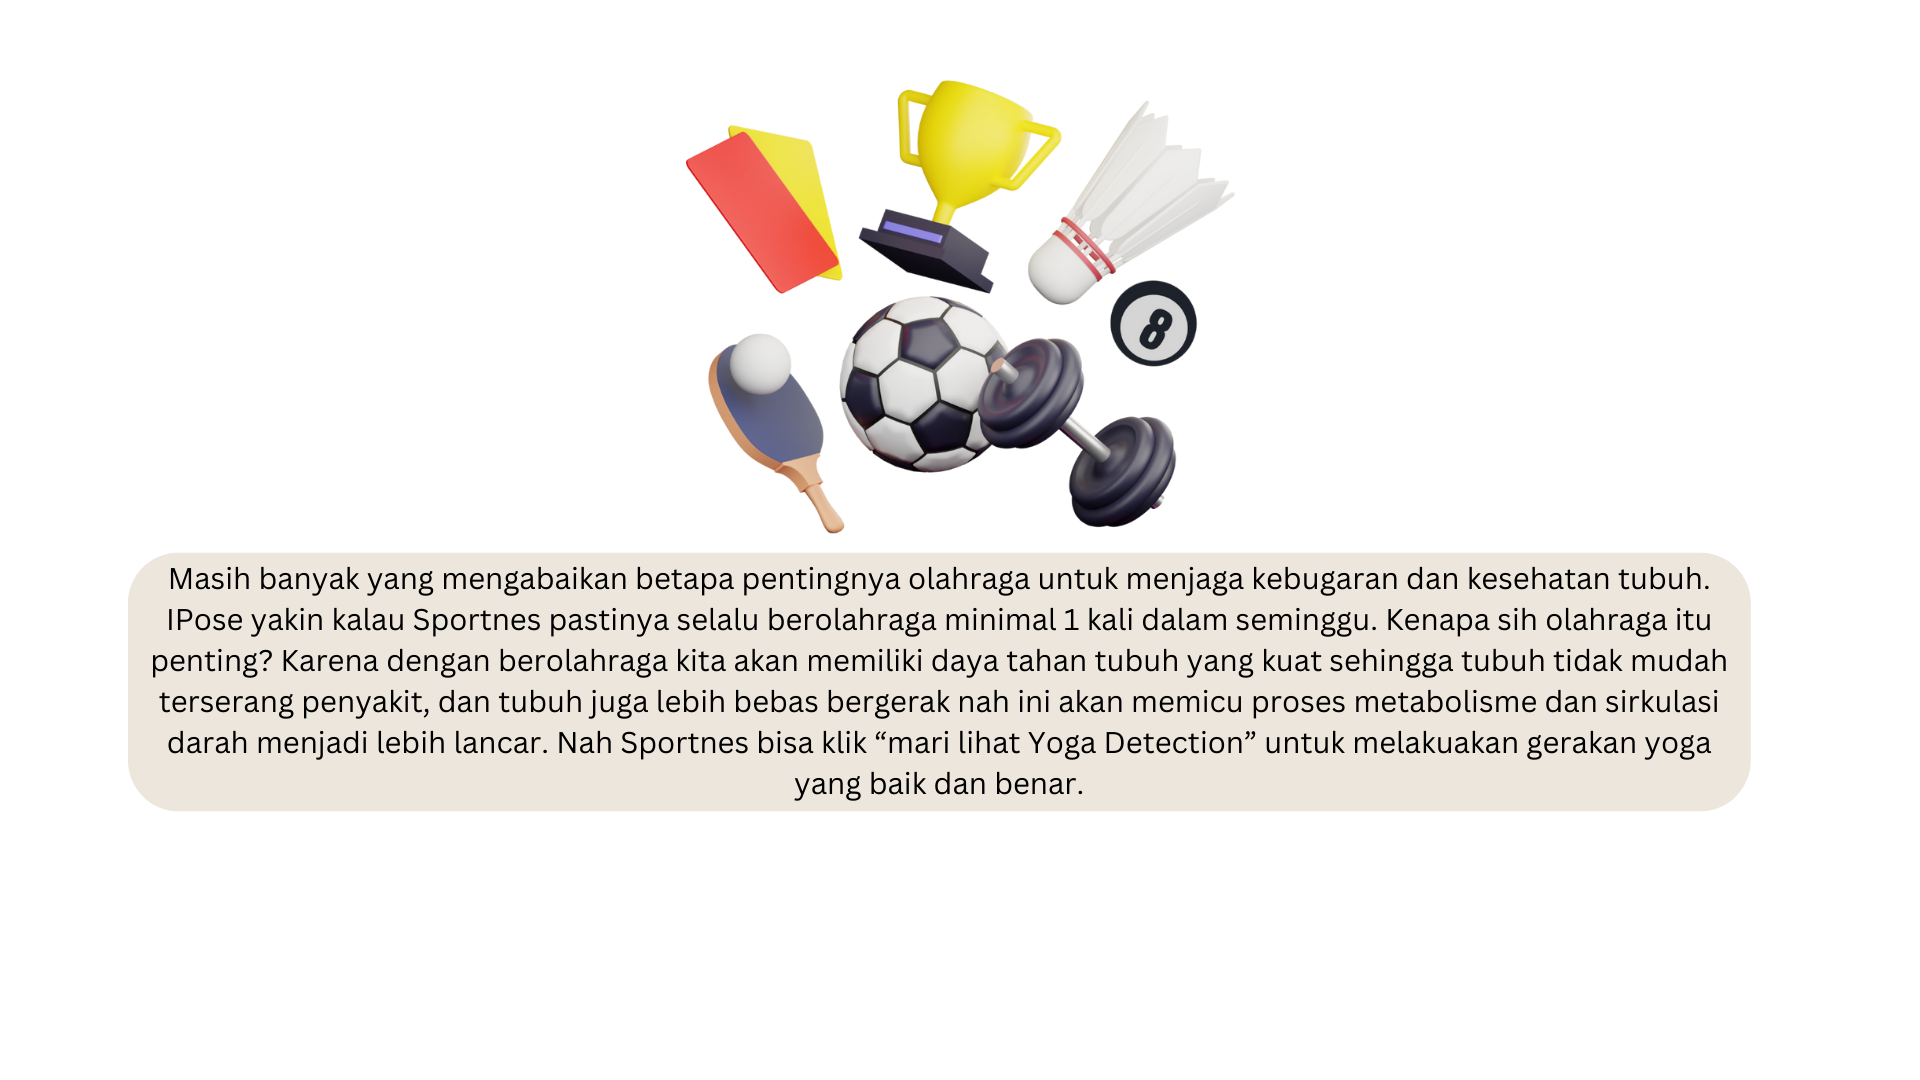 8
Masih banyak yang mengabaikan betapa pentingnya olahraga untuk menjaga kebugaran dan kesehatan tubuh.
IPose yakin kalau Sportnes pastinya selalu berolahraga minimal 1 kali dalam seminggu. Kenapa sih olahraga itu
penting? Karena dengan berolahraga kita akan memiliki daya tahan tubuh yang kuat sehingga tubuh tidak mudah
terserang penyakit, dan tubuh juga lebih bebas bergerak nah ini akan memicu proses metabolisme dan sirkulasi
darah menjadi lebih lancar. Nah Sportnes bisa klik “mari lihat Yoga Detection” untuk melakuakan gerakan yoga
yang baik dan benar.